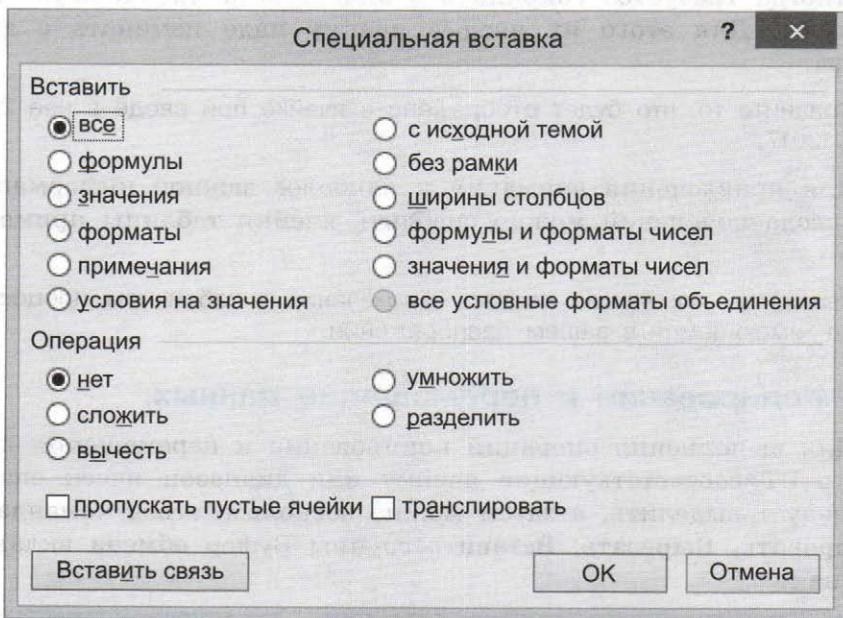 Специальная вставка ? ×
Вставить
все
формулы
значения
форматы
примечания
условия на значения
с исходной темой
без рамки
ширины столбцов
формулы и форматы чисел
значения и форматы чисел
все условные форматы объединения
Операция
нет
сложить
вычесть
умножить
разделить
пропускать пустые ячейки
транслировать
Вставить связь
OK
Отмена